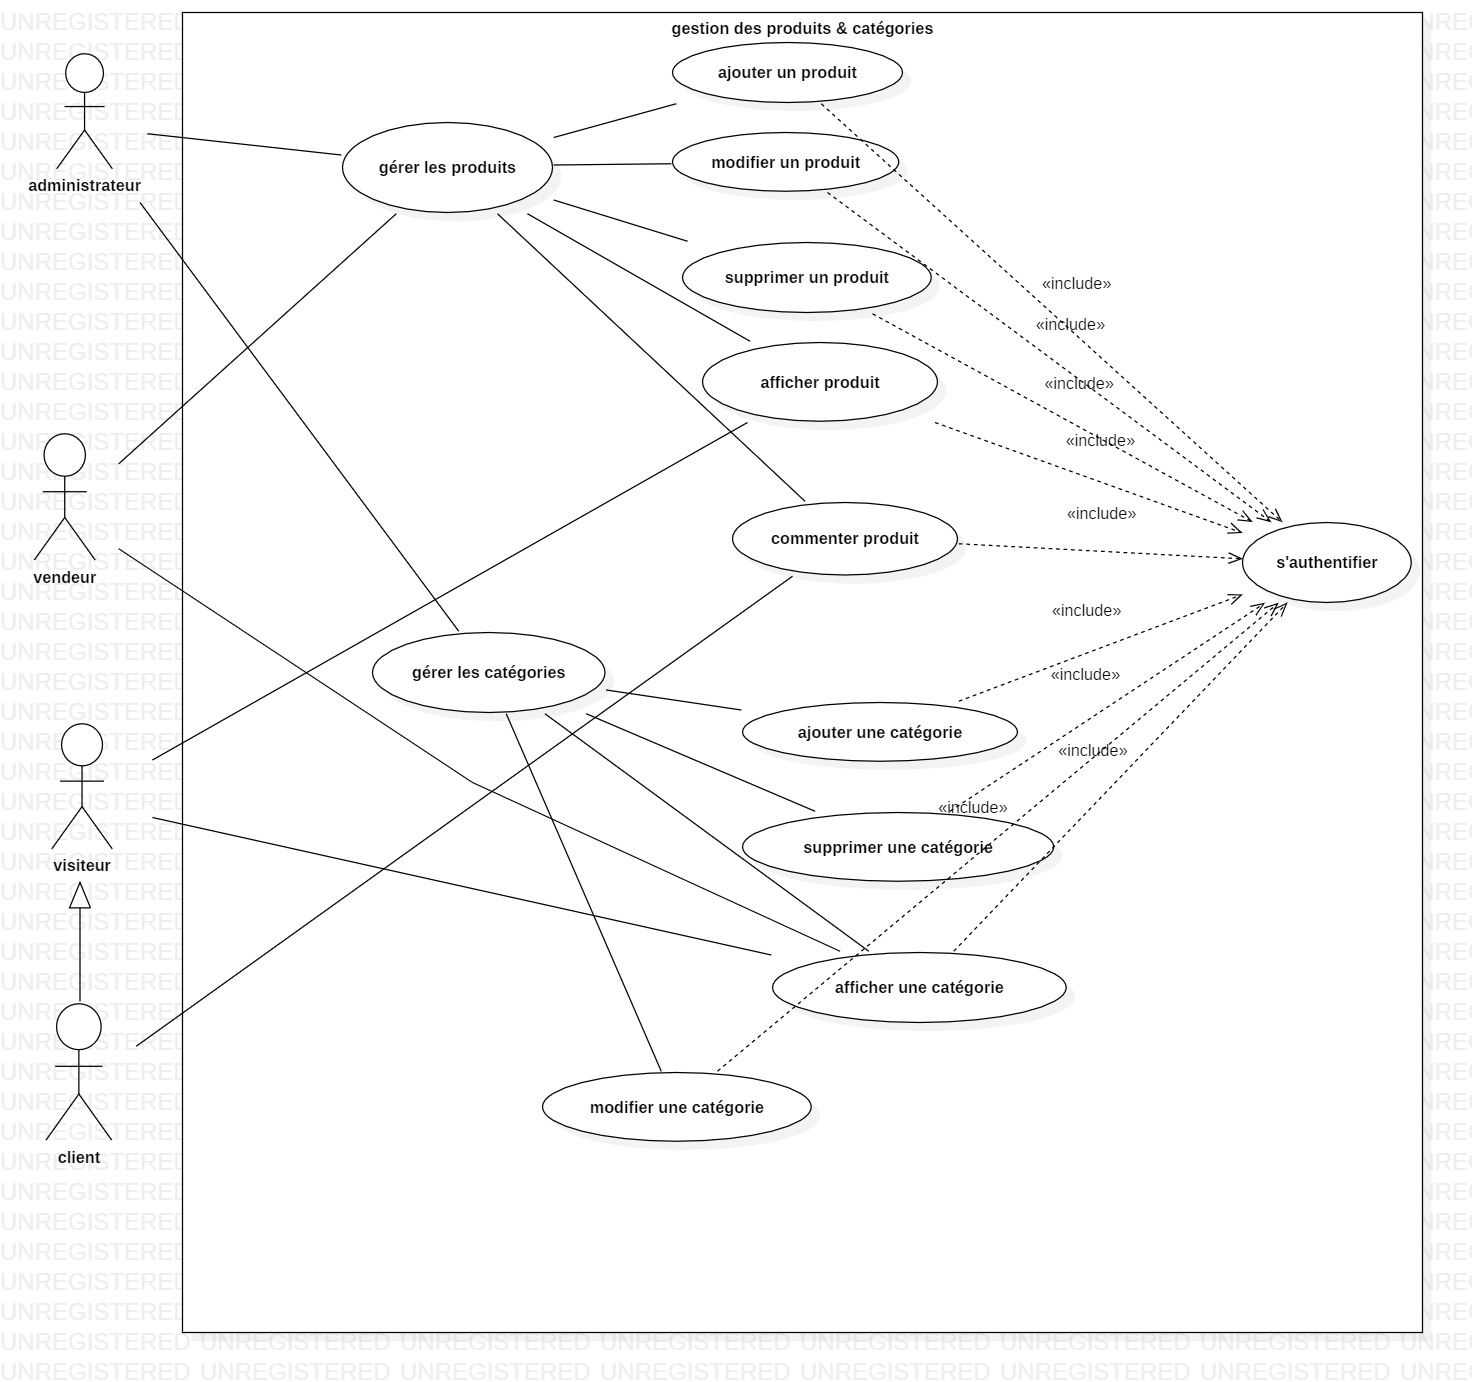 gestion des produits & catégories
ajouter un produit
modifier un produit
gérer les produits
administrateur
supprimer un produit
«include»
«include»
afficher produit
«include»
«include»
«include»
commenter produit
s'authentifier
vendeur
«include»
gérer les catégories
«include»
ajouter une catégorie
«include»
«include»
supprimer une catégorie
visiteur
afficher une catégorie
modifier une catégorie
client
UNREGISTERED UNREGISTERED UNREGISTERED UNREGISTERED UNREGISTERED UNREGISTERED UNREGISTERED